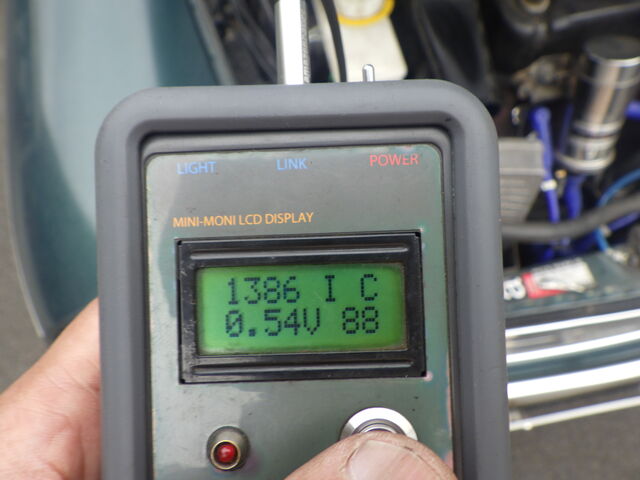 LIGHT LINK POWER
MINI-MONI LCD DISPLAY
1386 I C
0.54V 88